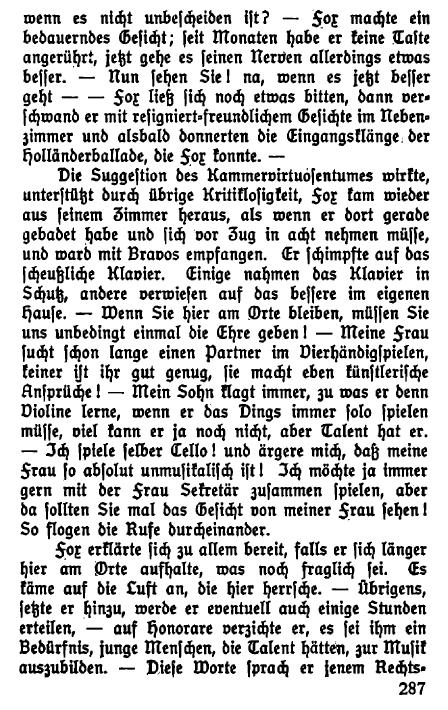 wenn es nicht unbescheiden ist? — Fox machte ein
bedauerndes Gesicht; seit Monaten habe er keine Taste
angerührt, jetzt gehe es seinen Nerven allerdings etwas
besser. — Nun sehen Sie! na, wenn es jetzt besser
geht — — Fox ließ sich noch etwas bitten, dann ver-
schwand er mit resigniert-freundlichem Gesichte im Neben-
zimmer und alsbald donnerten die Eingangsklänge der
Holländerballade, die Fox konnte. —
Die Suggestion des Kammervirtuosentumes wirkte,
unterstützt durch übrige Kritiklosigkeit, Fox kam wieder
aus seinem Zimmer heraus, als wenn er dort gerade
gebadet habe und sich vor Zug in acht nehmen müsse,
und ward mit Bravos empfangen. Er schimpfte auf das
scheußliche Klavier. Einige nahmen das Klavier in
Schutz, andere verwiesen auf das bessere im eigenen
Hause. — Wenn Sie hier am Orte bleiben, müssen Sie
uns unbedingt einmal die Ehre geben! — Meine Frau
sucht schon lange einen Partner im Vierhändigspielen,
keiner ist ihr gut genug, sie macht eben künstlerische
Ansprüche! — Mein Sohn klagt immer, zu was er denn
Violine lerne, wenn er das Dings immer solo spielen
müsse, viel kann er ja noch nicht, aber Talent hat er.
— Ich spiele selber Cello! und ärgere mich, daß meine
Frau so absolut unmusikalisch ist! Ich möchte ja immer
gern mit der Frau Sekretär zusammen spielen, aber
da sollten Sie mal das Gesicht von meiner Frau sehen!
So flogen die Rufe durcheinander.
Fox erklärte sich zu allem bereit, falls er sich länger
hier am Orte aufhalte, was noch fraglich sei. Es
käme auf die Luft an, die hier herrsche. — Übrigens,
setzte er hinzu, werde er eventuell auch einige Stunden
erteilen, — auf Honorare verzichte er, es sei ihm ein
Bedürfnis, junge Menschen, die Talent hätten, zur Musik
auszubilden. — Diese Worte sprach er jenem Rechts-
287